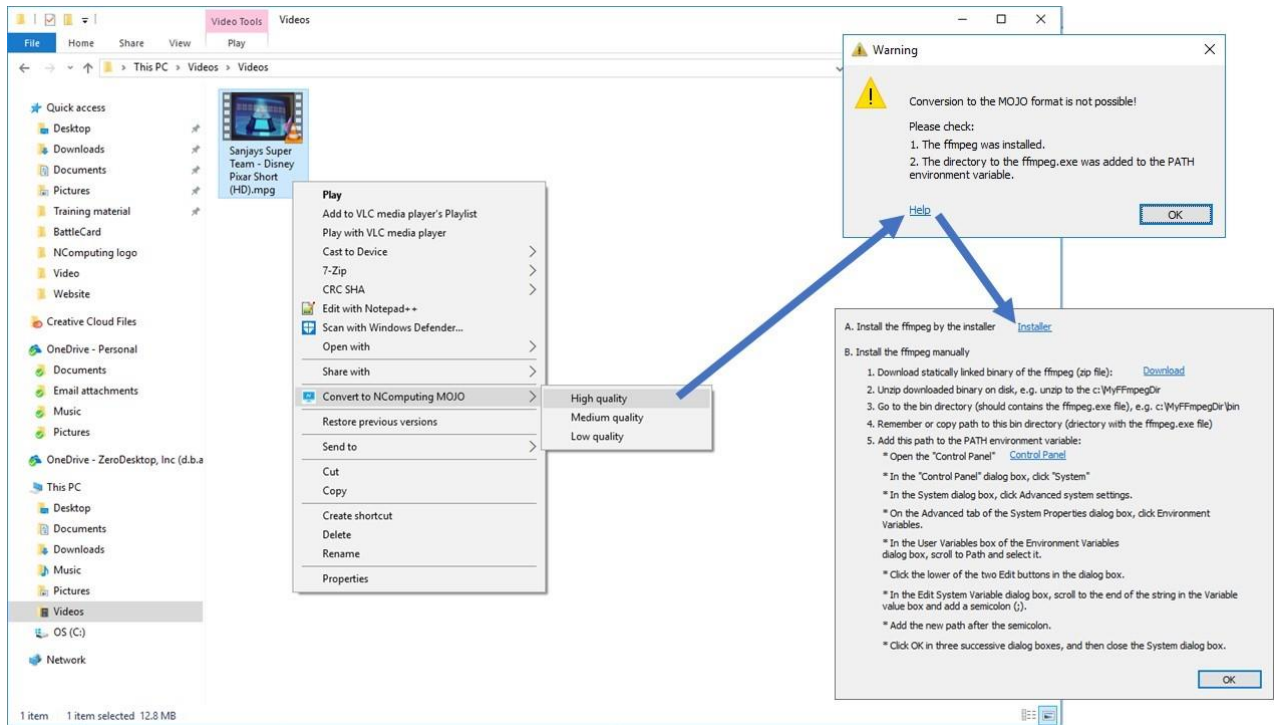 Video Tools
Videos
File
Home
Share
View
Play
This PC > Videos > Videos
Quick access
Desktop
Downloads
Documents
Pictures
Training material
BattleCard
NComputing logo
Video
Website
Creative Cloud Files
OneDrive - Personal
Documents
Email attachments
Music
Pictures
OneDrive - ZeroDesktop, Inc (d.b.a
This PC
Desktop
Documents
Downloads
Music
Pictures
Videos
OS (C:)
Network
1 item
1 item selected 12.8 MB
Sanjays Super
Team - Disney
Pixar Short
(HD).mpg
Play
Add to VLC media player's Playlist
Play with VLC media player
Cast to Device
7-Zip
CRC SHA
Edit with Notepad++
Scan with Windows Defender...
Open with
Share with
Convert to NComputing MOJO
Restore previous versions
Send to
Cut
Copy
Create shortcut
Delete
Rename
Properties
High quality
Medium quality
Low quality
Warning
Conversion to the MOJO format is not possible!
Please check:
1. The ffmpeg was installed.
2. The directory to the ffmpeg.exe was added to the PATH
environment variable.
Help
OK
A. Install the ffmpeg by the installer Installer
B. Install the ffmpeg manually
1. Download statically linked binary of the ffmpeg (zip file): Download
2. Unzip downloaded binary on disk, e.g. unzip to the c:\MyFFmpegDir
3. Go to the bin directory (should contains the ffmpeg.exe file), e.g. c:\MyFFmpegDir\bin
4. Remember or copy path to this bin directory (driectory with the ffmpeg.exe file)
5. Add this path to the PATH environment variable:
* Open the "Control Panel" Control Panel
* In the "Control Panel" dialog box, click "System"
* In the System dialog box, click Advanced system settings.
* On the Advanced tab of the System Properties dialog box, click Environment
Variables.
* In the User Variables box of the Environment Variables
dialog box, scroll to Path and select it.
* Click the lower of the two Edit buttons in the dialog box.
* In the Edit System Variable dialog box, scroll to the end of the string in the Variable
value box and add a semicolon (;).
* Add the new path after the semicolon.
* Click OK in three successive dialog boxes, and then close the System dialog box.
OK